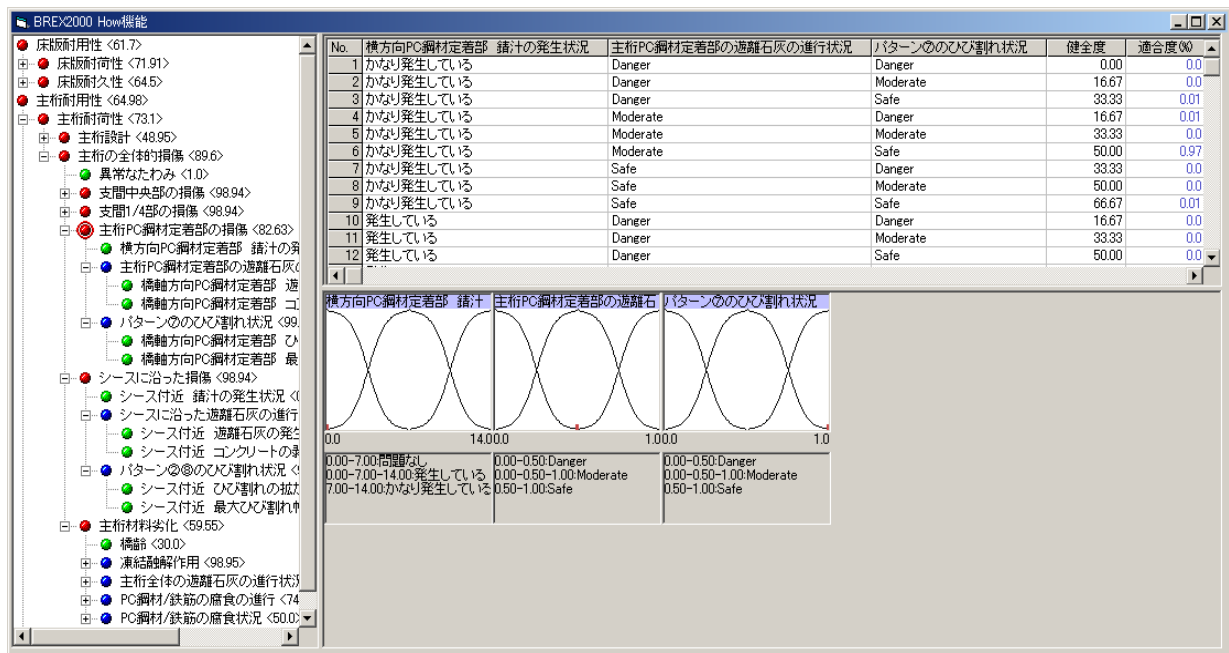 BREX2000 How機能
床版耐用性 <61.7>
床版耐荷性 <71.91>
床版耐久性 <64.5>
主桁耐用性 <64.98>
主桁耐荷性 <73.1>
主桁設計 <48.95>
主桁の全体的損傷 <89.6>
異常なたわみ <1.0>
支間中央部の損傷 <98.94>
支間1/4部の損傷 <98.94>
主桁PC鋼材定着部の損傷 <82.63>
横方向PC鋼材定着部 錆汁の発
主桁PC鋼材定着部の遊離石灰の
橋軸方向PC鋼材定着部 遊
橋軸方向PC鋼材定着部 コン
パターン⑦のひび割れ状況 <99.
橋軸方向PC鋼材定着部 ひ
橋軸方向PC鋼材定着部 最
シースに沿った損傷 <98.94>
シース付近 錆汁の発生状況 <0
シースに沿った遊離石灰の進行
シース付近 遊離石灰の発生
シース付近 コンクリートの剥
パターン②⑧のひび割れ状況 <9
シース付近 ひび割れの拡大
シース付近 最大ひび割れ幅
主桁材料劣化 <59.55>
橋齢 <30.0>
凍結融解作用 <98.95>
主桁全体の遊離石灰の進行状況
PC鋼材/鉄筋の腐食の進行 <74
PC鋼材/鉄筋の腐食状況 <50.0>
No. 横方向PC鋼材定着部 錆汁の発生状況 主桁PC鋼材定着部の遊離石灰の進行状況 パターン⑦のひび割れ状況 健全度 適合度(%)
1 かなり発生している Danger Danger 0.00 0.0
2 かなり発生している Danger Moderate 16.67 0.0
3 かなり発生している Danger Safe 33.33 0.01
4 かなり発生している Moderate Danger 16.67 0.01
5 かなり発生している Moderate Moderate 33.33 0.0
6 かなり発生している Moderate Safe 50.00 0.97
7 かなり発生している Safe Danger 33.33 0.0
8 かなり発生している Safe Moderate 50.00 0.0
9 かなり発生している Safe Safe 66.67 0.01
10 発生している Danger Danger 16.67 0.0
11 発生している Danger Moderate 33.33 0.0
12 発生している Danger Safe 50.00 0.0
横方向PC鋼材定着部 錆汁 主桁PC鋼材定着部の遊離石 パターン⑦のひび割れ状況
0.0 14.0 0.0 1.0 0.0 1.0
0.00-7.00:問題なし 0.00-0.50:Danger 0.00-0.50:Danger
0.00-7.00-14.00:発生している 0.00-0.50-1.00:Moderate 0.00-0.50-1.00:Moderate
7.00-14.00:かなり発生している 0.50-1.00:Safe 0.50-1.00:Safe